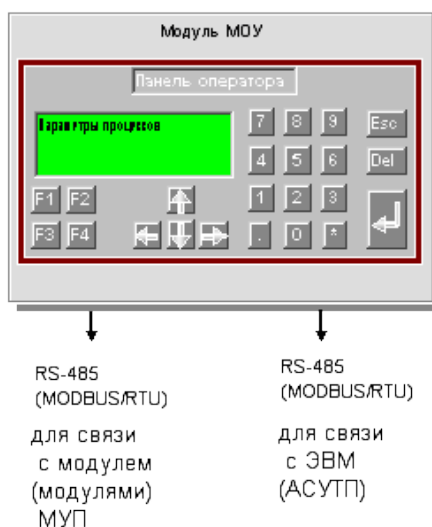 Модуль МОУ
Панель оператора
Параметры процессов
7 8 9 Esc
4 5 6 Del
F1 F2 1 2 3
F3 F4 . 0 *
RS-485
(MODBUS/RTU)
для связи
с модулем
(модулями)
МУП
RS-485
(MODBUS/RTU)
для связи
с ЭВМ
(АСУТП)